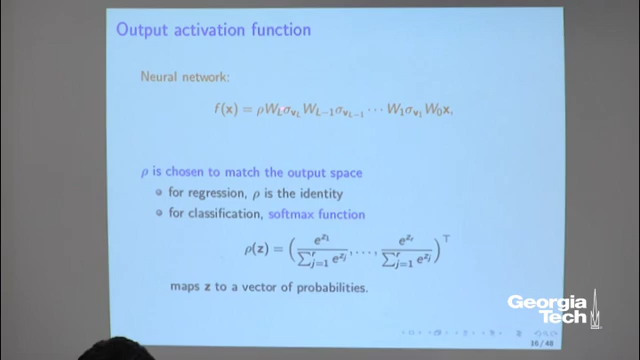 Output activation function
Neural network:
f(x) = ρW_Lσ_{v_L}W_{L−1}σ_{v_{L−1}} ⋯ W_1σ_{v_1}W_0x,
ρ is chosen to match the output space
for regression, ρ is the identity
for classification, softmax function
ρ(z) = (e^{z_1}/∑_{j=1}^r e^{z_j}, …, e^{z_r}/∑_{j=1}^r e^{z_j})^⊤
maps z to a vector of probabilities.
Georgia
Tech
16 / 48